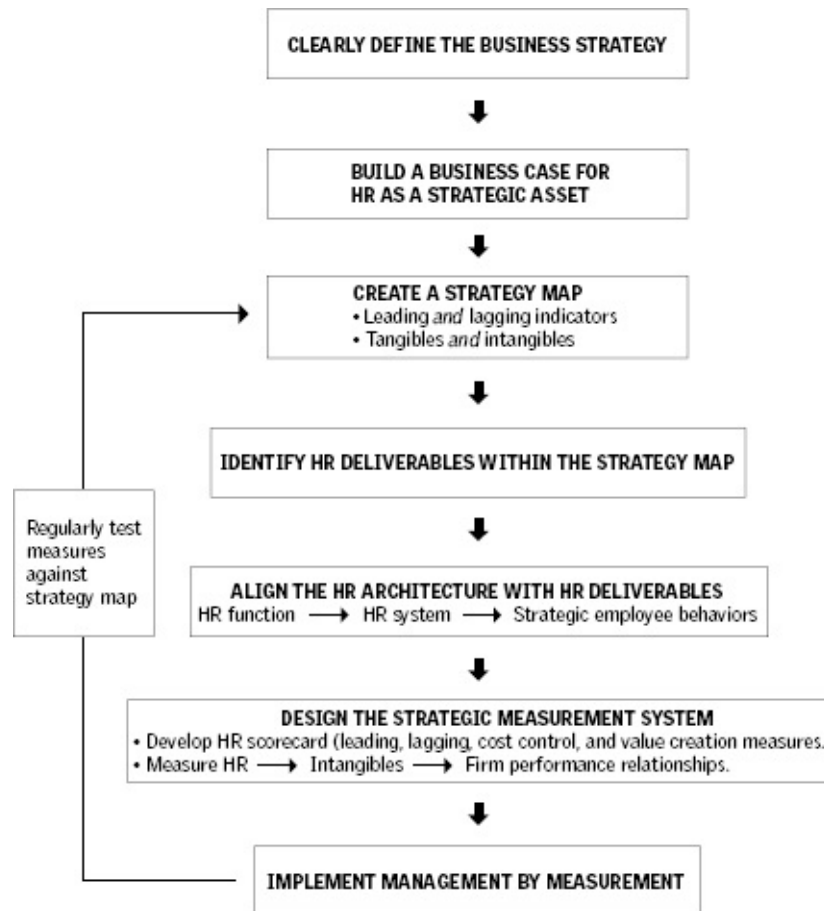 CLEARLY DEFINE THE BUSINESS STRATEGY
BUILD A BUSINESS CASE FOR
HR AS A STRATEGIC ASSET
CREATE A STRATEGY MAP
• Leading and lagging indicators
• Tangibles and intangibles
IDENTIFY HR DELIVERABLES WITHIN THE STRATEGY MAP
Regularly test
measures
against
strategy map
ALIGN THE HR ARCHITECTURE WITH HR DELIVERABLES
HR function → HR system → Strategic employee behaviors
DESIGN THE STRATEGIC MEASUREMENT SYSTEM
• Develop HR scorecard (leading, lagging, cost control, and value creation measures.
• Measure HR → Intangibles → Firm performance relationships.
IMPLEMENT MANAGEMENT BY MEASUREMENT